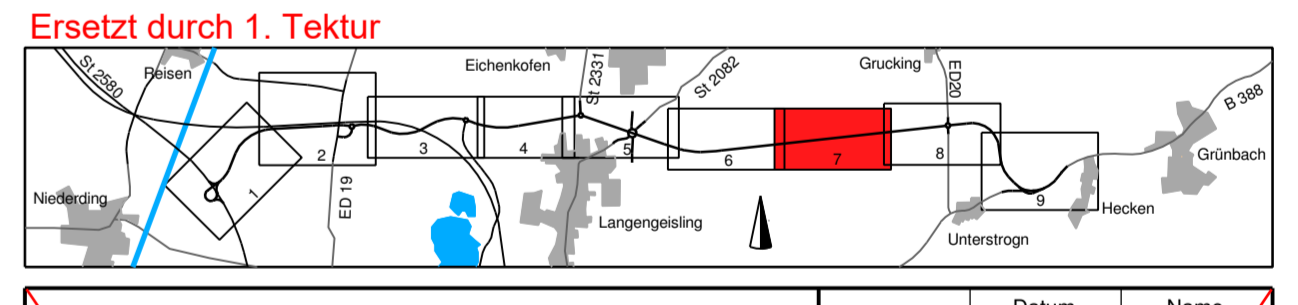 Ersetzt durch 1. Tektur
St 2580
Reisen
Eichenkofen
St 2331
St 2082
Grucking
ED20
B 388
Grünbach
Niederding
1
2
ED 19
3
4
5
6
7
8
9
Langengeisling
Hecken
Unterstrogn
Datum
Name